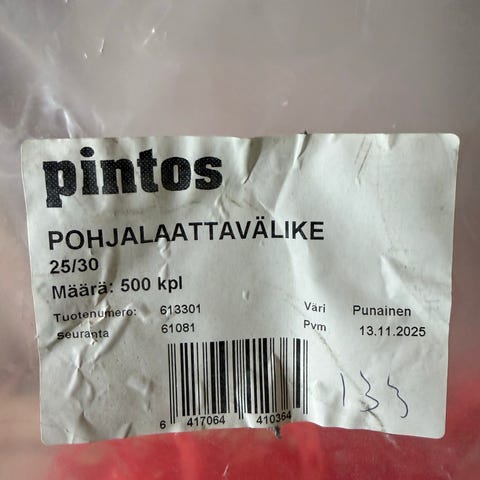 pintos
POHJALAATTAVÄLIKE
25/30
Määrä: 500 kpl
Tuotenumero: 613301 Väri Punainen
Seuranta 61081 Pvm 13.11.2025
133
6 417064 410364